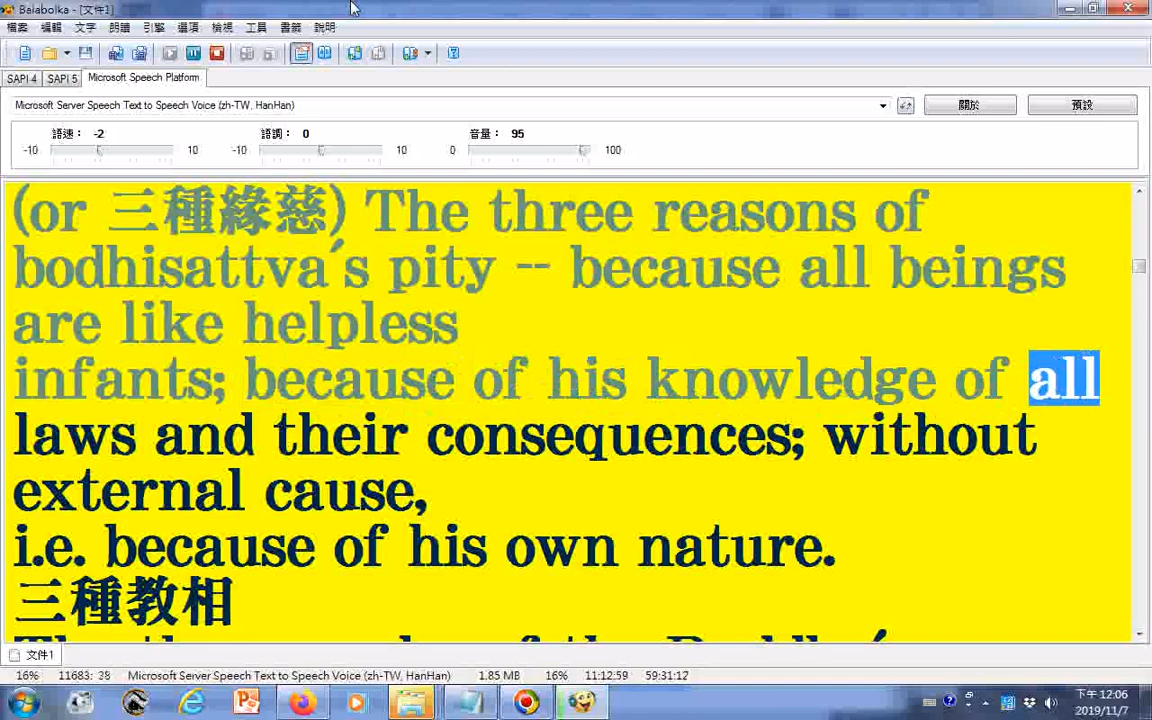 Balabolka - [文件1]
檔案 編輯 文字 朗讀 引擎 選項 檢視 工具 書籤 說明
SAPI 4 SAPI 5 Microsoft Speech Platform
Microsoft Server Speech Text to Speech Voice (zh-TW, HanHan) 關於 預設
語速： -2 語調： 0 音量： 95
-10 10 -10 10 0 100
(or 三種緣慈) The three reasons of
bodhisattva´s pity -- because all beings
are like helpless
infants; because of his knowledge of all
laws and their consequences; without
external cause,
i.e. because of his own nature.
三種教相
文件1
16% 11683: 38 Microsoft Server Speech Text to Speech Voice (zh-TW, HanHan) 1.85 MB 16% 11:12:59 59:31:12
下午 12:06
2019/11/7